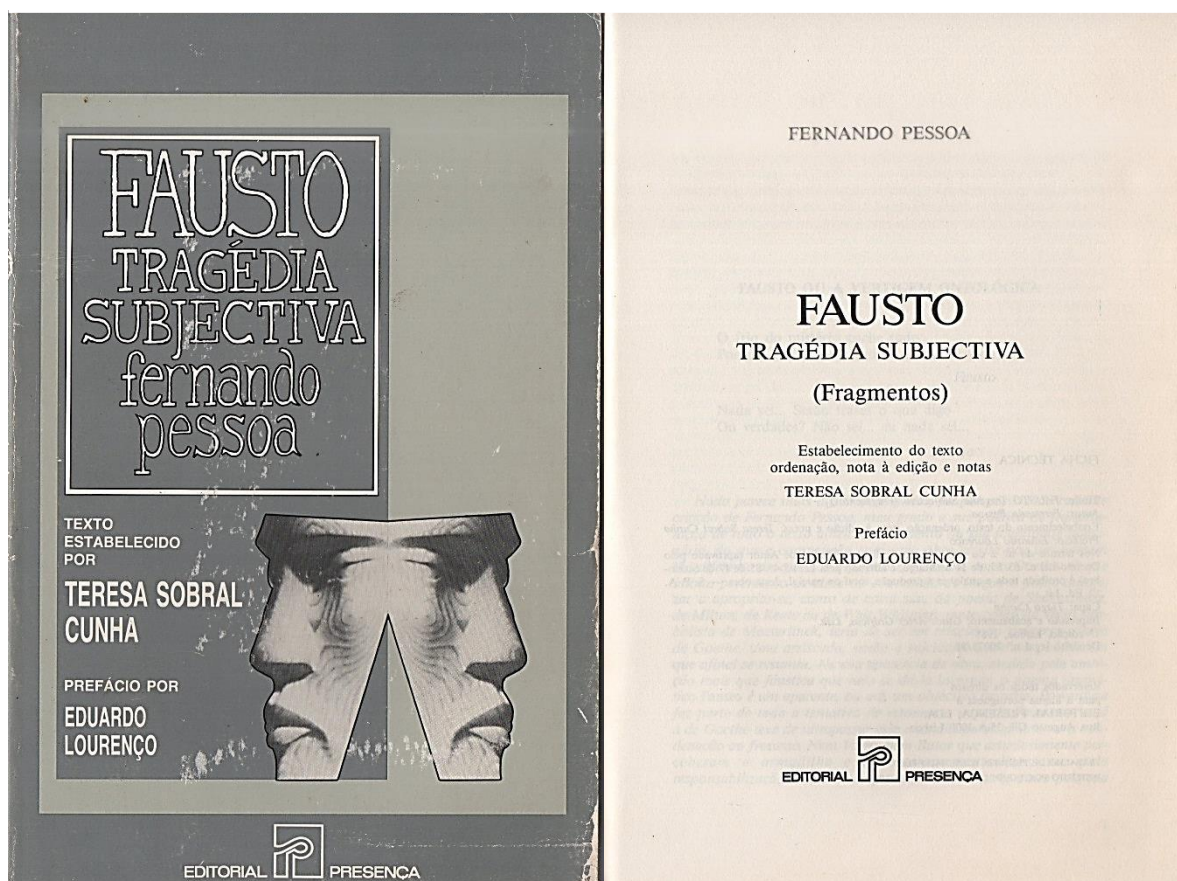 FAUSTO
TRAGÉDIA
SUBJECTIVA
fernando
pessoa
TEXTO
ESTABELECIDO
POR
TERESA SOBRAL
CUNHA
PREFÁCIO POR
EDUARDO
LOURENÇO
EDITORIAL PRESENÇA
FERNANDO PESSOA
FAUSTO
TRAGÉDIA SUBJECTIVA
(Fragmentos)
Estabelecimento do texto
ordenação, nota à edição e notas
TERESA SOBRAL CUNHA
Prefácio
EDUARDO LOURENÇO
EDITORIAL PRESENÇA